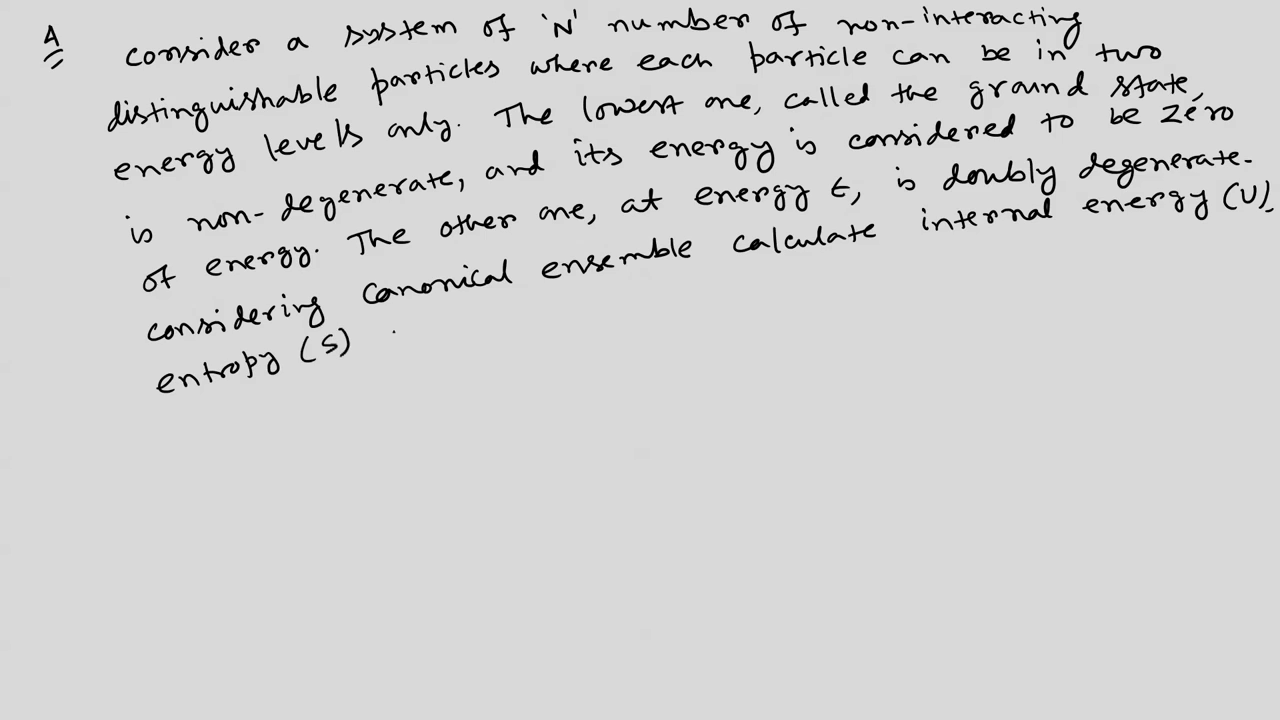 A consider a system of 'N' number of non-interacting
distinguishable particles where each particle can be in two
energy levels only. The lowest one, called the ground state,
is non-degenerate, and its energy is considered to be zero
of energy. The other one, at energy ϵ, is doubly degenerate.
considering canonical ensemble calculate internal energy (U),
entropy (S)